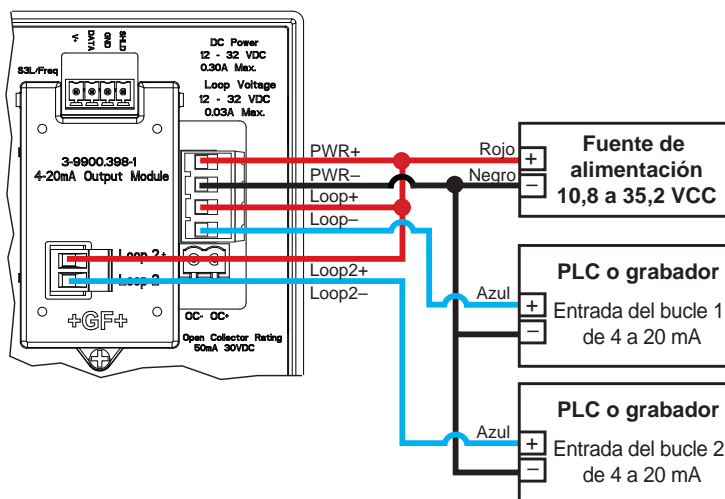 V+
DATA
GND
SHLD
S3L/Freq
DC Power
12 - 32 VDC
0.30A Max.
Loop Voltage
12 - 32 VDC
0.03A Max.
3-9900.398-1
4-20mA Output Module
Loop 2+
Loop 2-
+GF+
OC- OC+
Open Collector Rating
50mA 30VDC
PWR+
PWR–
Loop+
Loop–
Loop2+
Loop2–
Rojo
Negro
+
–
Fuente de
alimentación
10,8 a 35,2 VCC
Azul
+
–
PLC o grabador
Entrada del bucle 1
de 4 a 20 mA
Azul
+
–
PLC o grabador
Entrada del bucle 2
de 4 a 20 mA